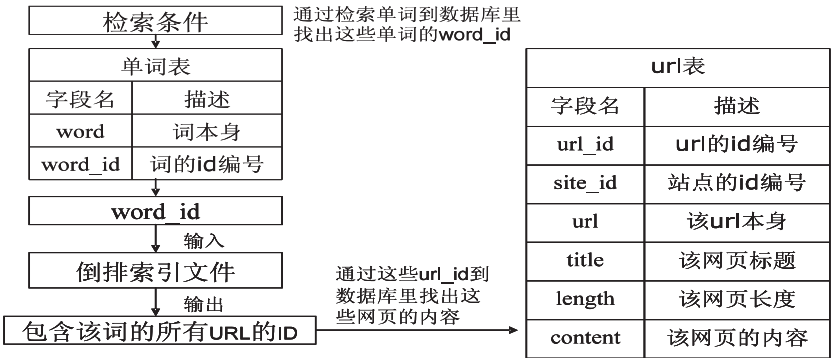 检索条件
通过检索单词到数据库里
找出这些单词的word_id
单词表
字段名 描述
word 词本身
word_id 词的id编号
word_id
输入
倒排索引文件
输出
包含该词的所有URL的ID
通过这些url_id到
数据库里找出这
些网页的内容
url表
字段名 描述
url_id url的id编号
site_id 站点的id编号
url 该url本身
title 该网页标题
length 该网页长度
content 该网页的内容